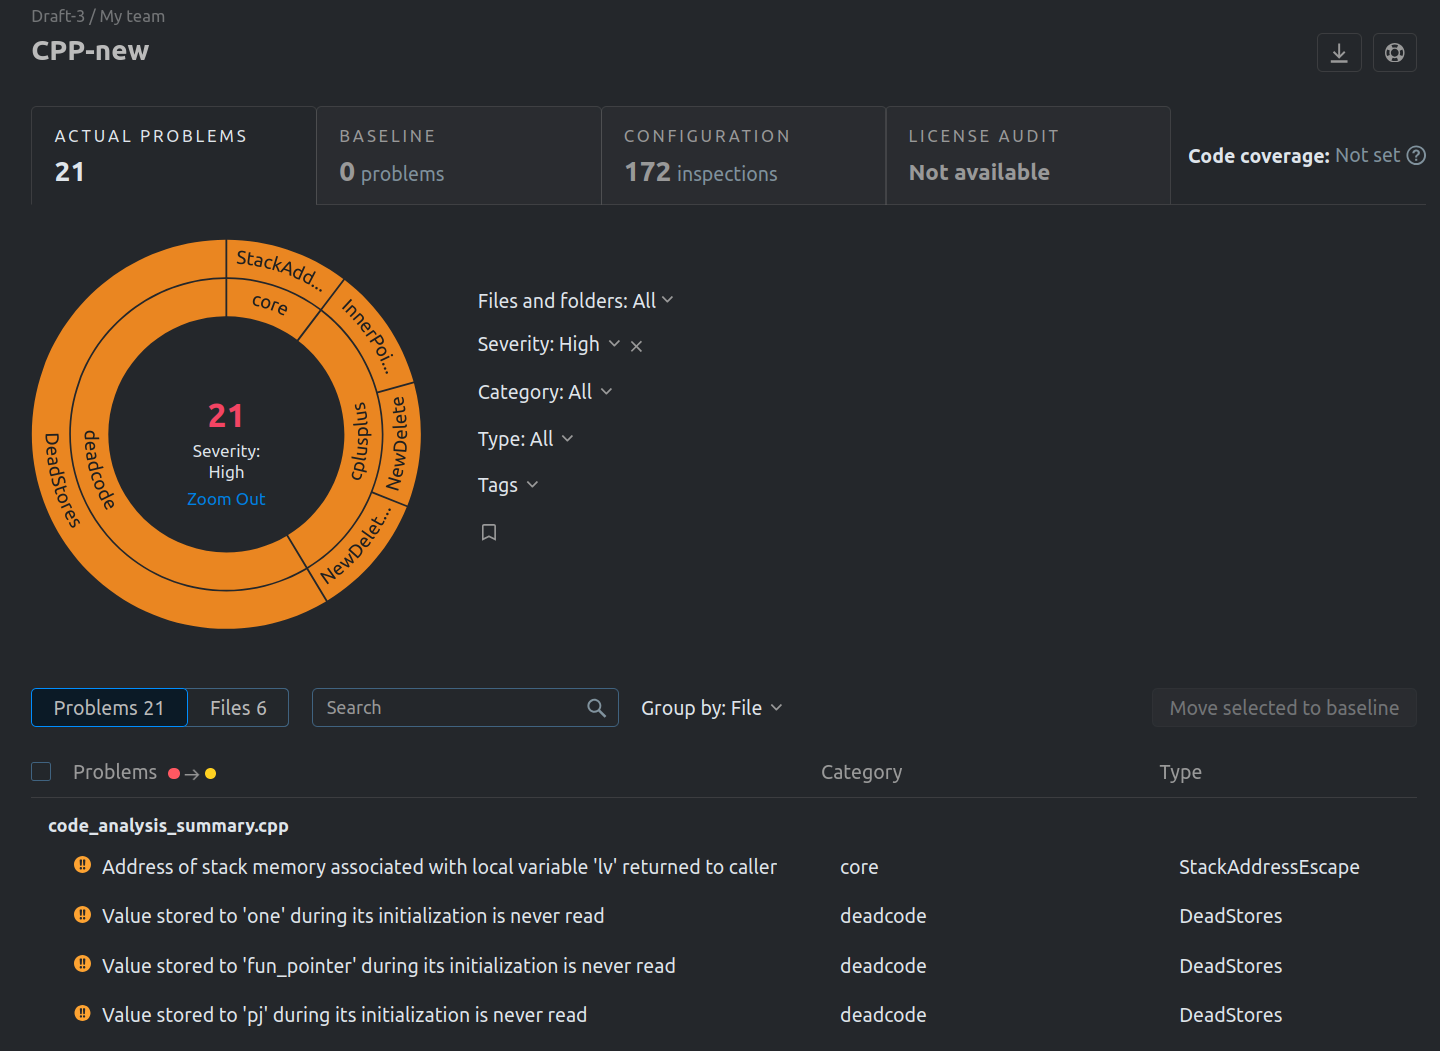 Draft-3 / My team
CPP-new
ACTUAL PROBLEMS
21
BASELINE
0 problems
CONFIGURATION
172 inspections
LICENSE AUDIT
Not available
Code coverage: Not set
StackAdd...
core
InnerPoi...
NewDelete
cplusplus
NewDelet...
deadcode
DeadStores
21
Severity:
High
Zoom Out
Files and folders: All
Severity: High
Category: All
Type: All
Tags
Problems 21
Files 6
Search
Group by: File
Move selected to baseline
Problems
Category
Type
code_analysis_summary.cpp
Address of stack memory associated with local variable 'lv' returned to caller
core
StackAddressEscape
Value stored to 'one' during its initialization is never read
deadcode
DeadStores
Value stored to 'fun_pointer' during its initialization is never read
deadcode
DeadStores
Value stored to 'pj' during its initialization is never read
deadcode
DeadStores